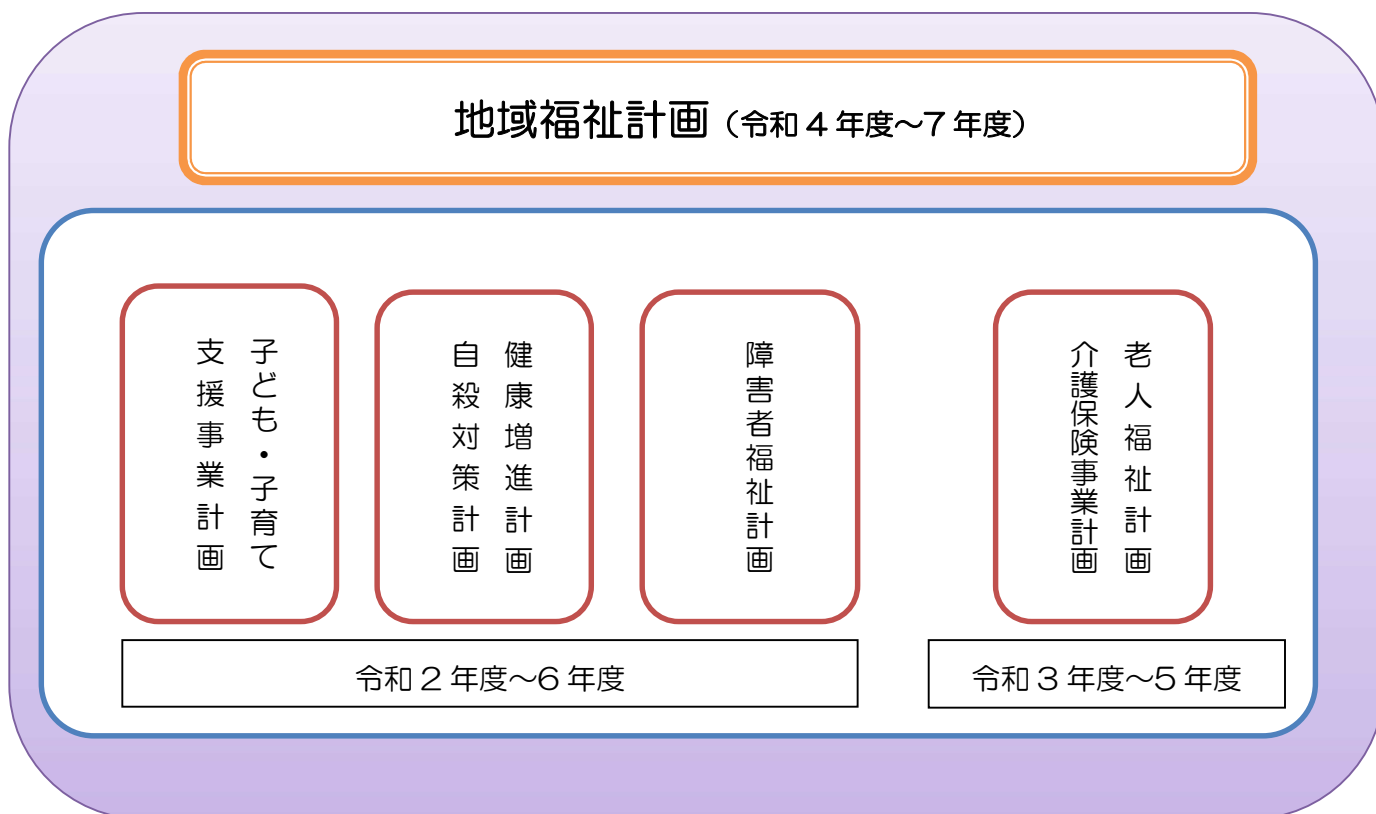 地域福祉計画（令和４年度～7年度）
子ども・子育て
支援事業計画
健康増進計画
自殺対策計画
障害者福祉計画
老人福祉計画
介護保険事業計画
令和２年度～6年度
令和３年度～5年度